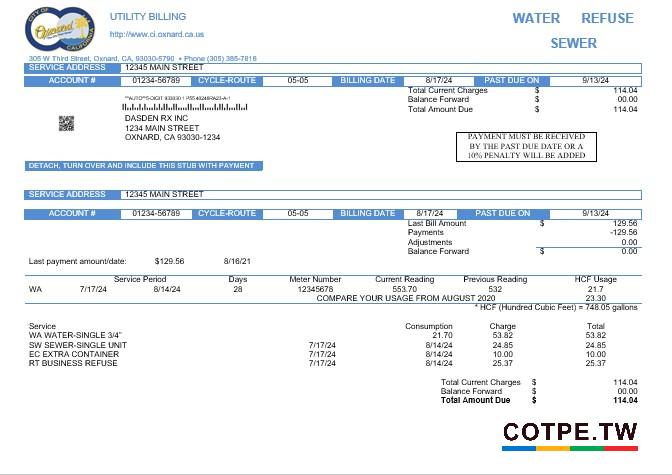 UTILITY BILLING
http://www.ci.oxnard.ca.us
WATER REFUSE
SEWER
CITY OF
Oxnard
CALIFORNIA
305 W Third Street, Oxnard, CA, 93030-5790 • Phone (305) 385-7816
SERVICE ADDRESS 12345 MAIN STREET
ACCOUNT # 01234-56789 CYCLE-ROUTE 05-05 BILLING DATE 8/17/24 PAST DUE ON 9/13/24
Total Current Charges $ 114.04
Balance Forward $ 00.00
Total Amount Due $ 114.04
DASDEN RX INC
1234 MAIN STREET
OXNARD, CA 93030-1234
PAYMENT MUST BE RECEIVED
BY THE PAST DUE DATE OR A
10% PENALTY WILL BE ADDED
DETACH, TURN OVER AND INCLUDE THIS STUB WITH PAYMENT
SERVICE ADDRESS 12345 MAIN STREET
ACCOUNT # 01234-56789 CYCLE-ROUTE 05-05 BILLING DATE 8/17/24 PAST DUE ON 9/13/24
Last Bill Amount $ 129.56
Payments -129.56
Adjustments 0.00
Balance Forward $ 0.00
Last payment amount/date: $129.56 8/16/21
Service Period Days Meter Number Current Reading Previous Reading HCF Usage
WA 7/17/24 8/14/24 28 12345678 553.70 532 21.7
COMPARE YOUR USAGE FROM AUGUST 2020 23.30
* HCF (Hundred Cubic Feet) = 748.05 gallons
Service Consumption Charge Total
WA WATER-SINGLE 3/4" 21.70 53.82 53.82
SW SEWER-SINGLE UNIT 7/17/24 8/14/24 24.85 24.85
EC EXTRA CONTAINER 7/17/24 8/14/24 10.00 10.00
RT BUSINESS REFUSE 7/17/24 8/14/24 25.37 25.37
Total Current Charges $ 114.04
Balance Forward $ 00.00
Total Amount Due $ 114.04
COTPE.TW